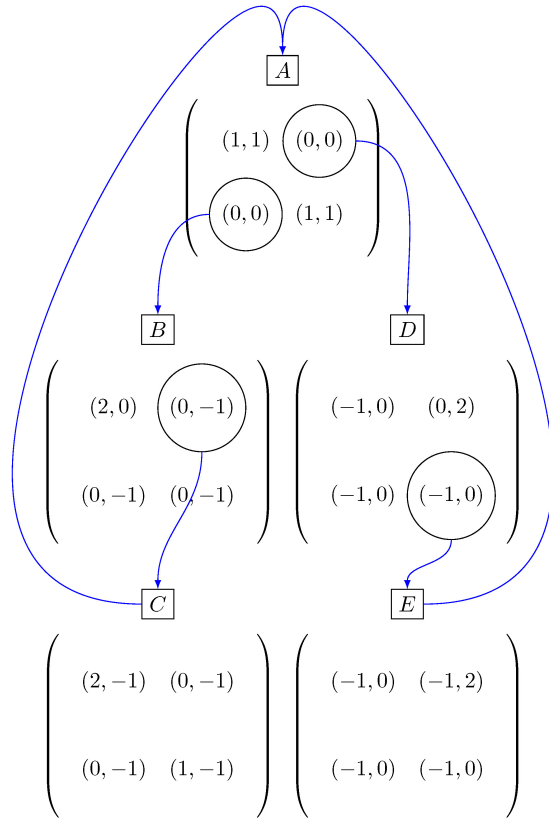 A
(1, 1) (0, 0)
(0, 0) (1, 1)
B D
(2, 0) (0, −1) (−1, 0) (0, 2)
(0, −1) (0, −1) (−1, 0) (−1, 0)
C E
(2, −1) (0, −1) (−1, 0) (−1, 2)
(0, −1) (1, −1) (−1, 0) (−1, 0)